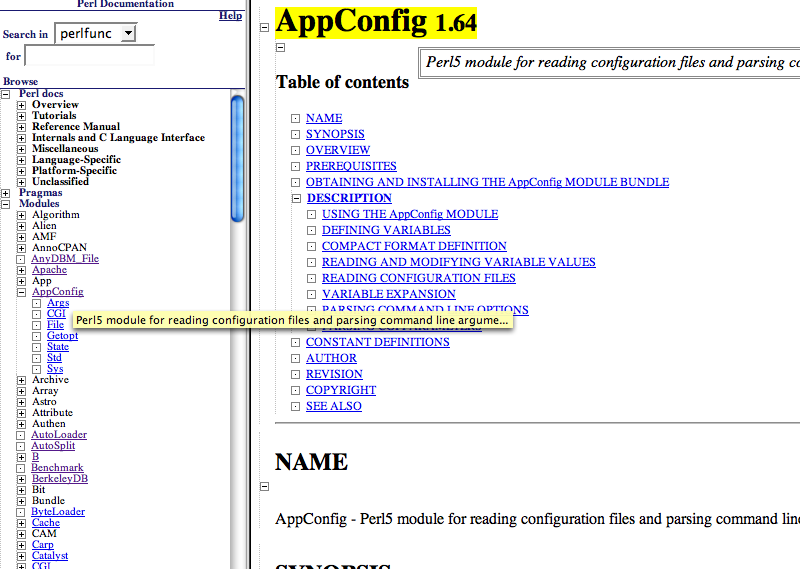 Perl Documentation
Help
Search in perlfunc
for
Browse
Perl docs
Overview
Tutorials
Reference Manual
Internals and C Language Interface
Miscellaneous
Language-Specific
Platform-Specific
Unclassified
Pragmas
Modules
Algorithm
Alien
AMF
AnnoCPAN
AnyDBM_File
Apache
App
AppConfig
Args
CGI
File
Getopt
State
Std
Sys
Archive
Array
Astro
Attribute
Authen
AutoLoader
AutoSplit
B
Benchmark
BerkeleyDB
Bit
Bundle
ByteLoader
Cache
CAM
Carp
Catalyst
CGI
Perl5 module for reading configuration files and parsing command line argume...
AppConfig 1.64
Perl5 module for reading configuration files and parsing co
Table of contents
NAME
SYNOPSIS
OVERVIEW
PREREQUISITES
OBTAINING AND INSTALLING THE AppConfig MODULE BUNDLE
DESCRIPTION
USING THE AppConfig MODULE
DEFINING VARIABLES
COMPACT FORMAT DEFINITION
READING AND MODIFYING VARIABLE VALUES
READING CONFIGURATION FILES
VARIABLE EXPANSION
PARSING COMMAND LINE OPTIONS
CONSTANT DEFINITIONS
AUTHOR
REVISION
COPYRIGHT
SEE ALSO
NAME
AppConfig - Perl5 module for reading configuration files and parsing command line
SYNOPSIS